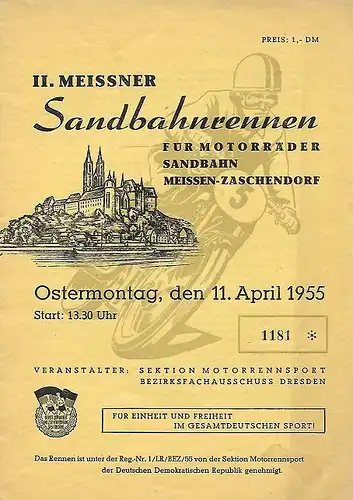 PREIS: 1,- DM
II. MEISSNER
Sandbahnrennen
FÜR MOTORRÄDER
SANDBAHN
MEISSEN-ZASCHENDORF
Ostermontag, den 11. April 1955
Start: 13.30 Uhr
1181 *
VERANSTALTER: SEKTION MOTORRENNSPORT
BEZIRKSFACHAUSSCHUSS DRESDEN
FÜR EINHEIT UND FREIHEIT
IM GESAMTDEUTSCHEN SPORT!
Das Rennen ist unter der Reg.-Nr. 1/LR/BEZ/55 von der Sektion Motorrennsport
der Deutschen Demokratischen Republik genehmigt.